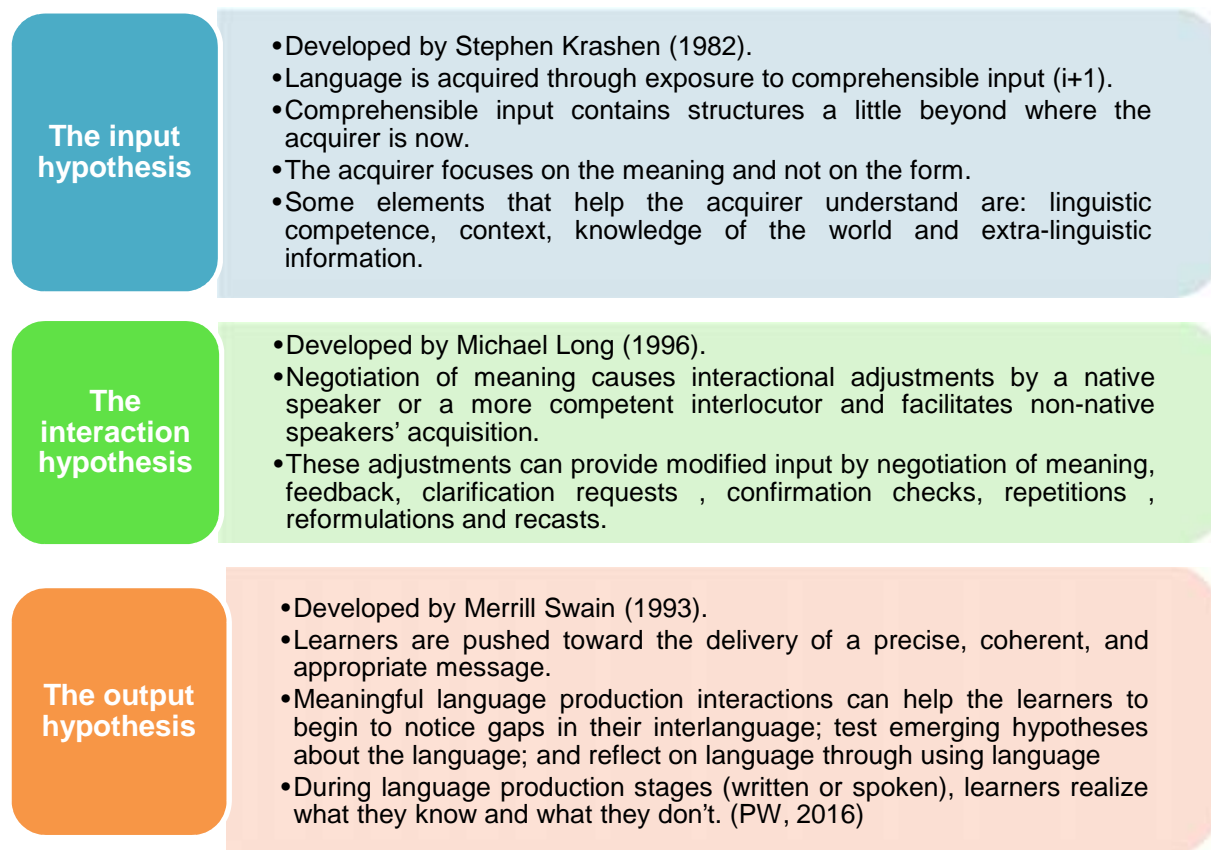 The input
hypothesis
•Developed by Stephen Krashen (1982).
•Language is acquired through exposure to comprehensible input (i+1).
•Comprehensible input contains structures a little beyond where the
acquirer is now.
•The acquirer focuses on the meaning and not on the form.
•Some elements that help the acquirer understand are: linguistic
competence, context, knowledge of the world and extra-linguistic
information.
The
interaction
hypothesis
•Developed by Michael Long (1996).
•Negotiation of meaning causes interactional adjustments by a native
speaker or a more competent interlocutor and facilitates non-native
speakers’ acquisition.
•These adjustments can provide modified input by negotiation of meaning,
feedback, clarification requests , confirmation checks, repetitions ,
reformulations and recasts.
The output
hypothesis
•Developed by Merrill Swain (1993).
•Learners are pushed toward the delivery of a precise, coherent, and
appropriate message.
•Meaningful language production interactions can help the learners to
begin to notice gaps in their interlanguage; test emerging hypotheses
about the language; and reflect on language through using language
•During language production stages (written or spoken), learners realize
what they know and what they don’t. (PW, 2016)